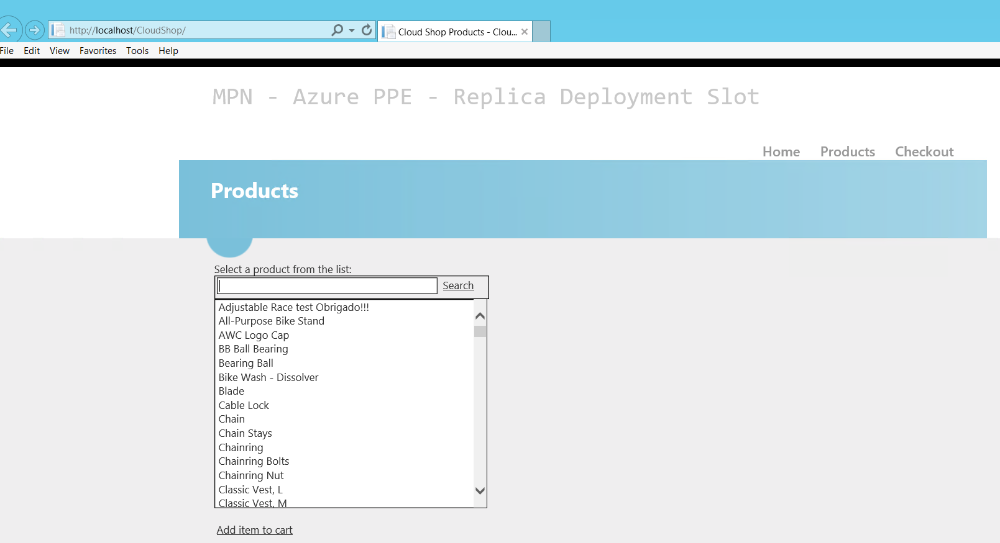 http://localhost/CloudShop/
Cloud Shop Products - Clou...
File Edit View Favorites Tools Help
MPN - Azure PPE - Replica Deployment Slot
Home Products Checkout
Products
Select a product from the list:
Search
Adjustable Race test Obrigado!!!
All-Purpose Bike Stand
AWC Logo Cap
BB Ball Bearing
Bearing Ball
Bike Wash - Dissolver
Blade
Cable Lock
Chain
Chain Stays
Chainring
Chainring Bolts
Chainring Nut
Classic Vest, L
Classic Vest, M
Add item to cart